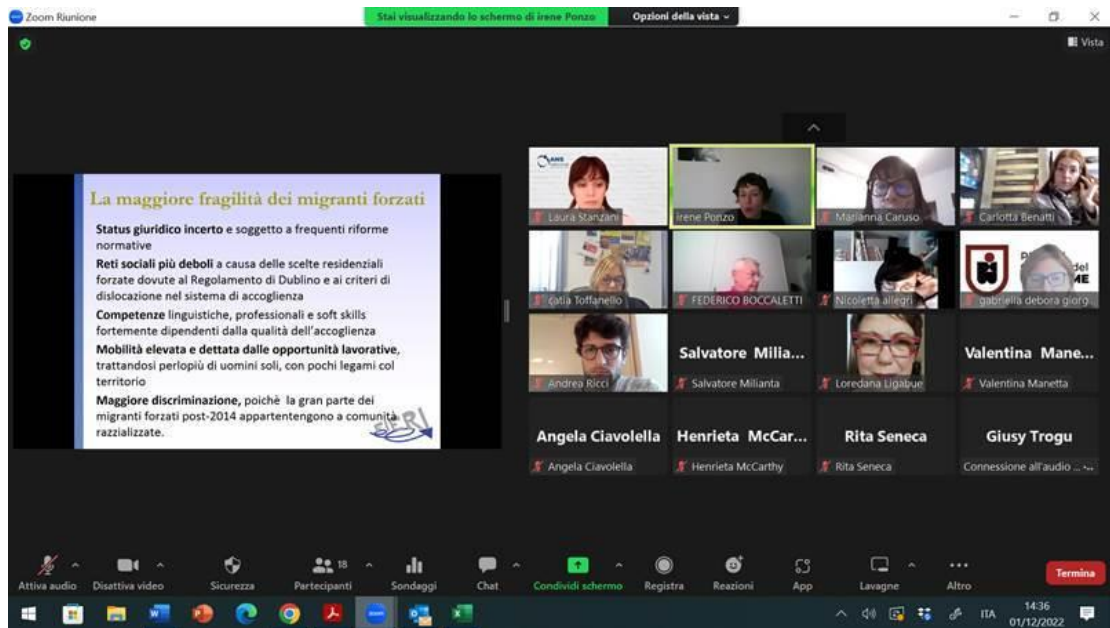 Zoom Riunione
Stai visualizzando lo schermo di irene Ponzo
Opzioni della vista
Vista
La maggiore fragilità dei migranti forzati
Status giuridico incerto e soggetto a frequenti riforme
normative
Reti sociali più deboli a causa delle scelte residenziali
forzate dovute al Regolamento di Dublino e ai criteri di
dislocazione nel sistema di accoglienza
Competenze linguistiche, professionali e soft skills
fortemente dipendenti dalla qualità dell'accoglienza
Mobilità elevata e dettata dalle opportunità lavorative,
trattandosi perlopiù di uomini soli, con pochi legami col
territorio
Maggiore discriminazione, poichè la gran parte dei
migranti forzati post-2014 appartentengono a comunità
razzializzate.
FIERI
Laura Stanzani
irene Ponzo
Marianna Caruso
Carlotta Benatti
catia Toffanello
FEDERICO BOCCALETTI
Nicoletta allegri
gabriella debora giorg
Andrea Ricci
Salvatore Milia...
Salvatore Milianta
Loredana Ligabue
Valentina Mane...
Valentina Manetta
Angela Ciavolella
Angela Ciavolella
Henrieta McCar...
Henrieta McCarthy
Rita Seneca
Rita Seneca
Giusy Trogu
Connessione all'audio ...
Attiva audio
Disattiva video
Sicurezza
Partecipanti
18
Sondaggi
Chat
Condividi schermo
Registra
Reazioni
App
Lavagne
Altro
Termina
ITA
14:36
01/12/2022